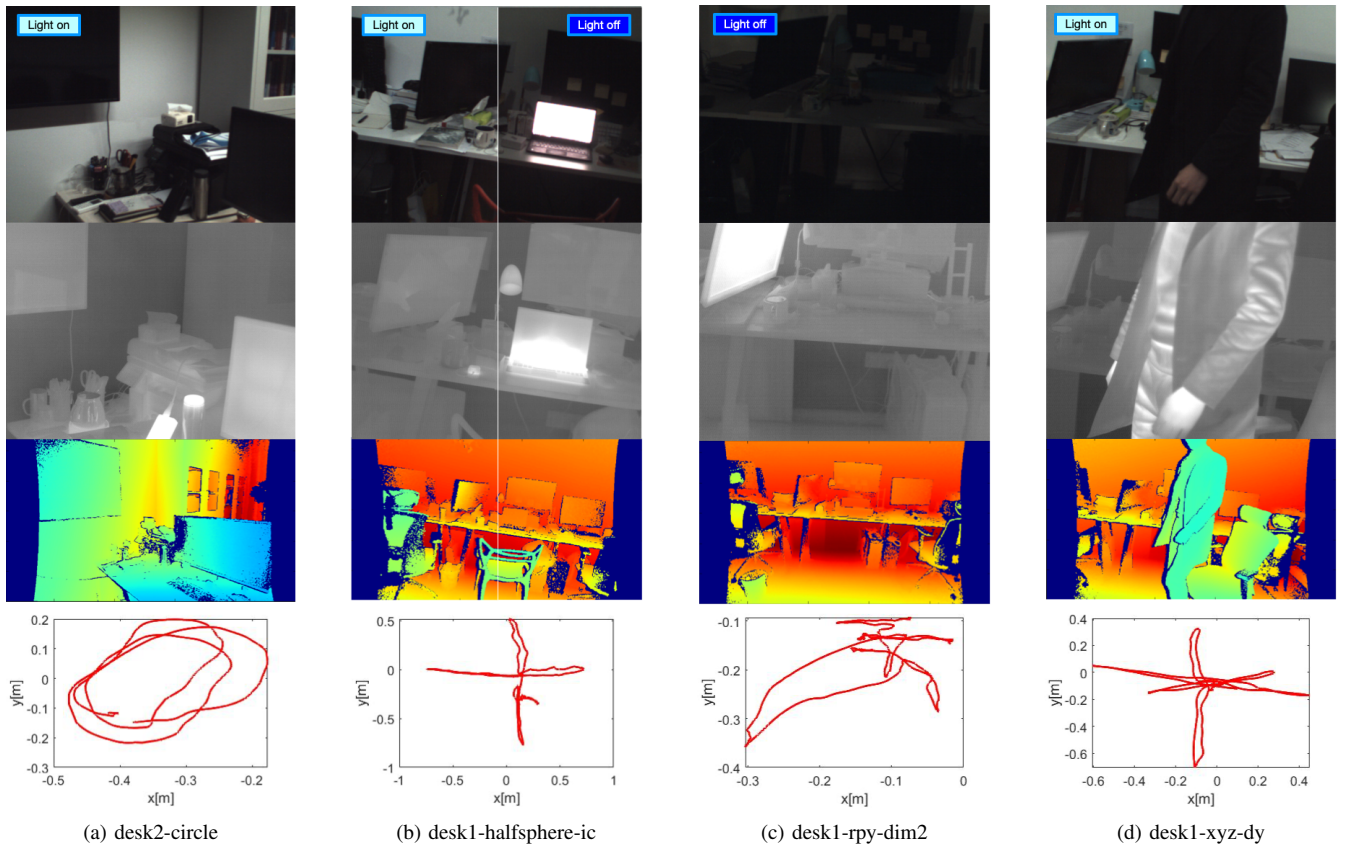 Light on
Light on
Light off
Light off
Light on
0.2
0.1
0
-0.1
-0.2
-0.3
y[m]
-0.5 -0.4 -0.3 -0.2
x[m]
0.5
0
-0.5
-1
y[m]
-1 -0.5 0 0.5 1
x[m]
-0.1
-0.2
-0.3
-0.4
y[m]
-0.3 -0.2 -0.1 0
x[m]
0.4
0.2
0
-0.2
-0.4
-0.6
y[m]
-0.6 -0.4 -0.2 0 0.2 0.4
x[m]
(a) desk2-circle
(b) desk1-halfsphere-ic
(c) desk1-rpy-dim2
(d) desk1-xyz-dy